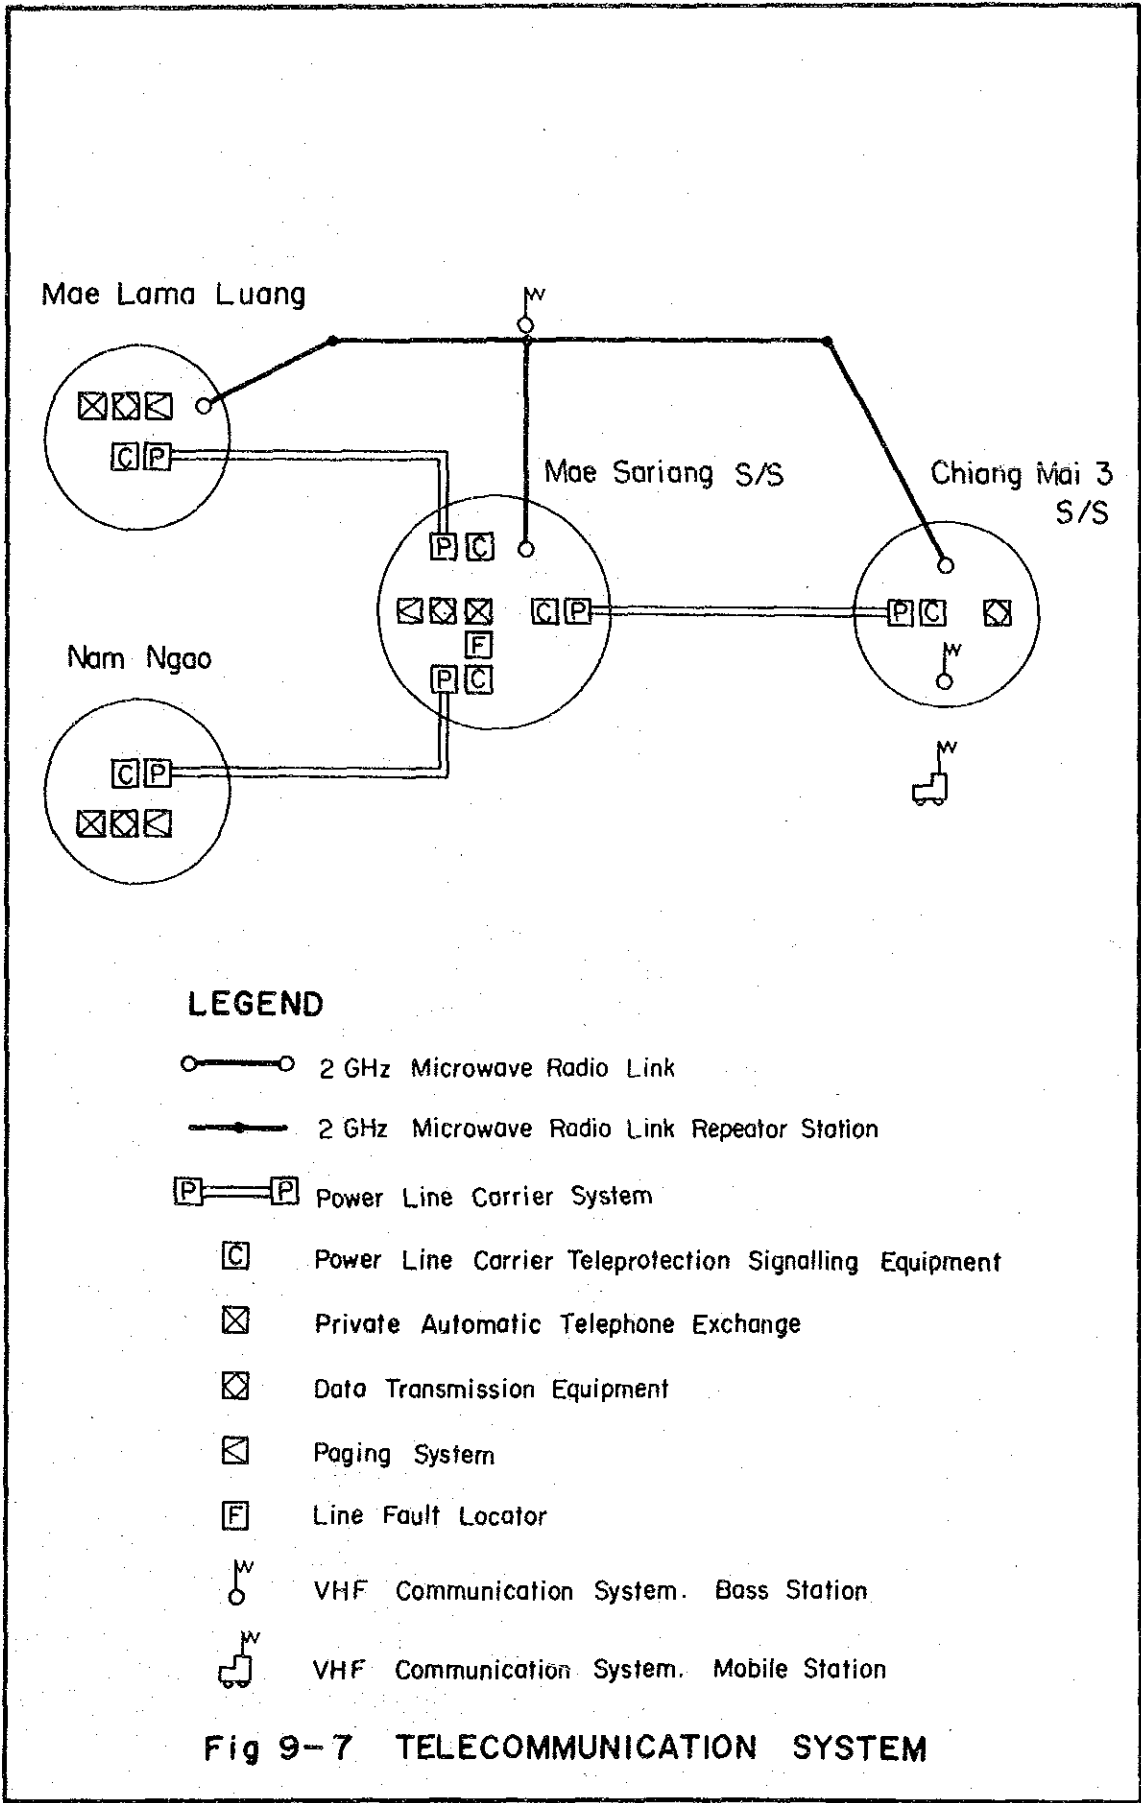 Mae Lama Luang
W
C P
Mae Sariang S/S
Chiang Mai 3
S/S
P C
C P
P C
F
W
P C
Nam Ngao
C P
W
LEGEND
2 GHz Microwave Radio Link
2 GHz Microwave Radio Link Repeator Station
P P Power Line Carrier System
C Power Line Carrier Teleprotection Signalling Equipment
Private Automatic Telephone Exchange
Data Transmission Equipment
Paging System
F Line Fault Locator
W VHF Communication System. Bass Station
W VHF Communication System. Mobile Station
Fig 9-7 TELECOMMUNICATION SYSTEM